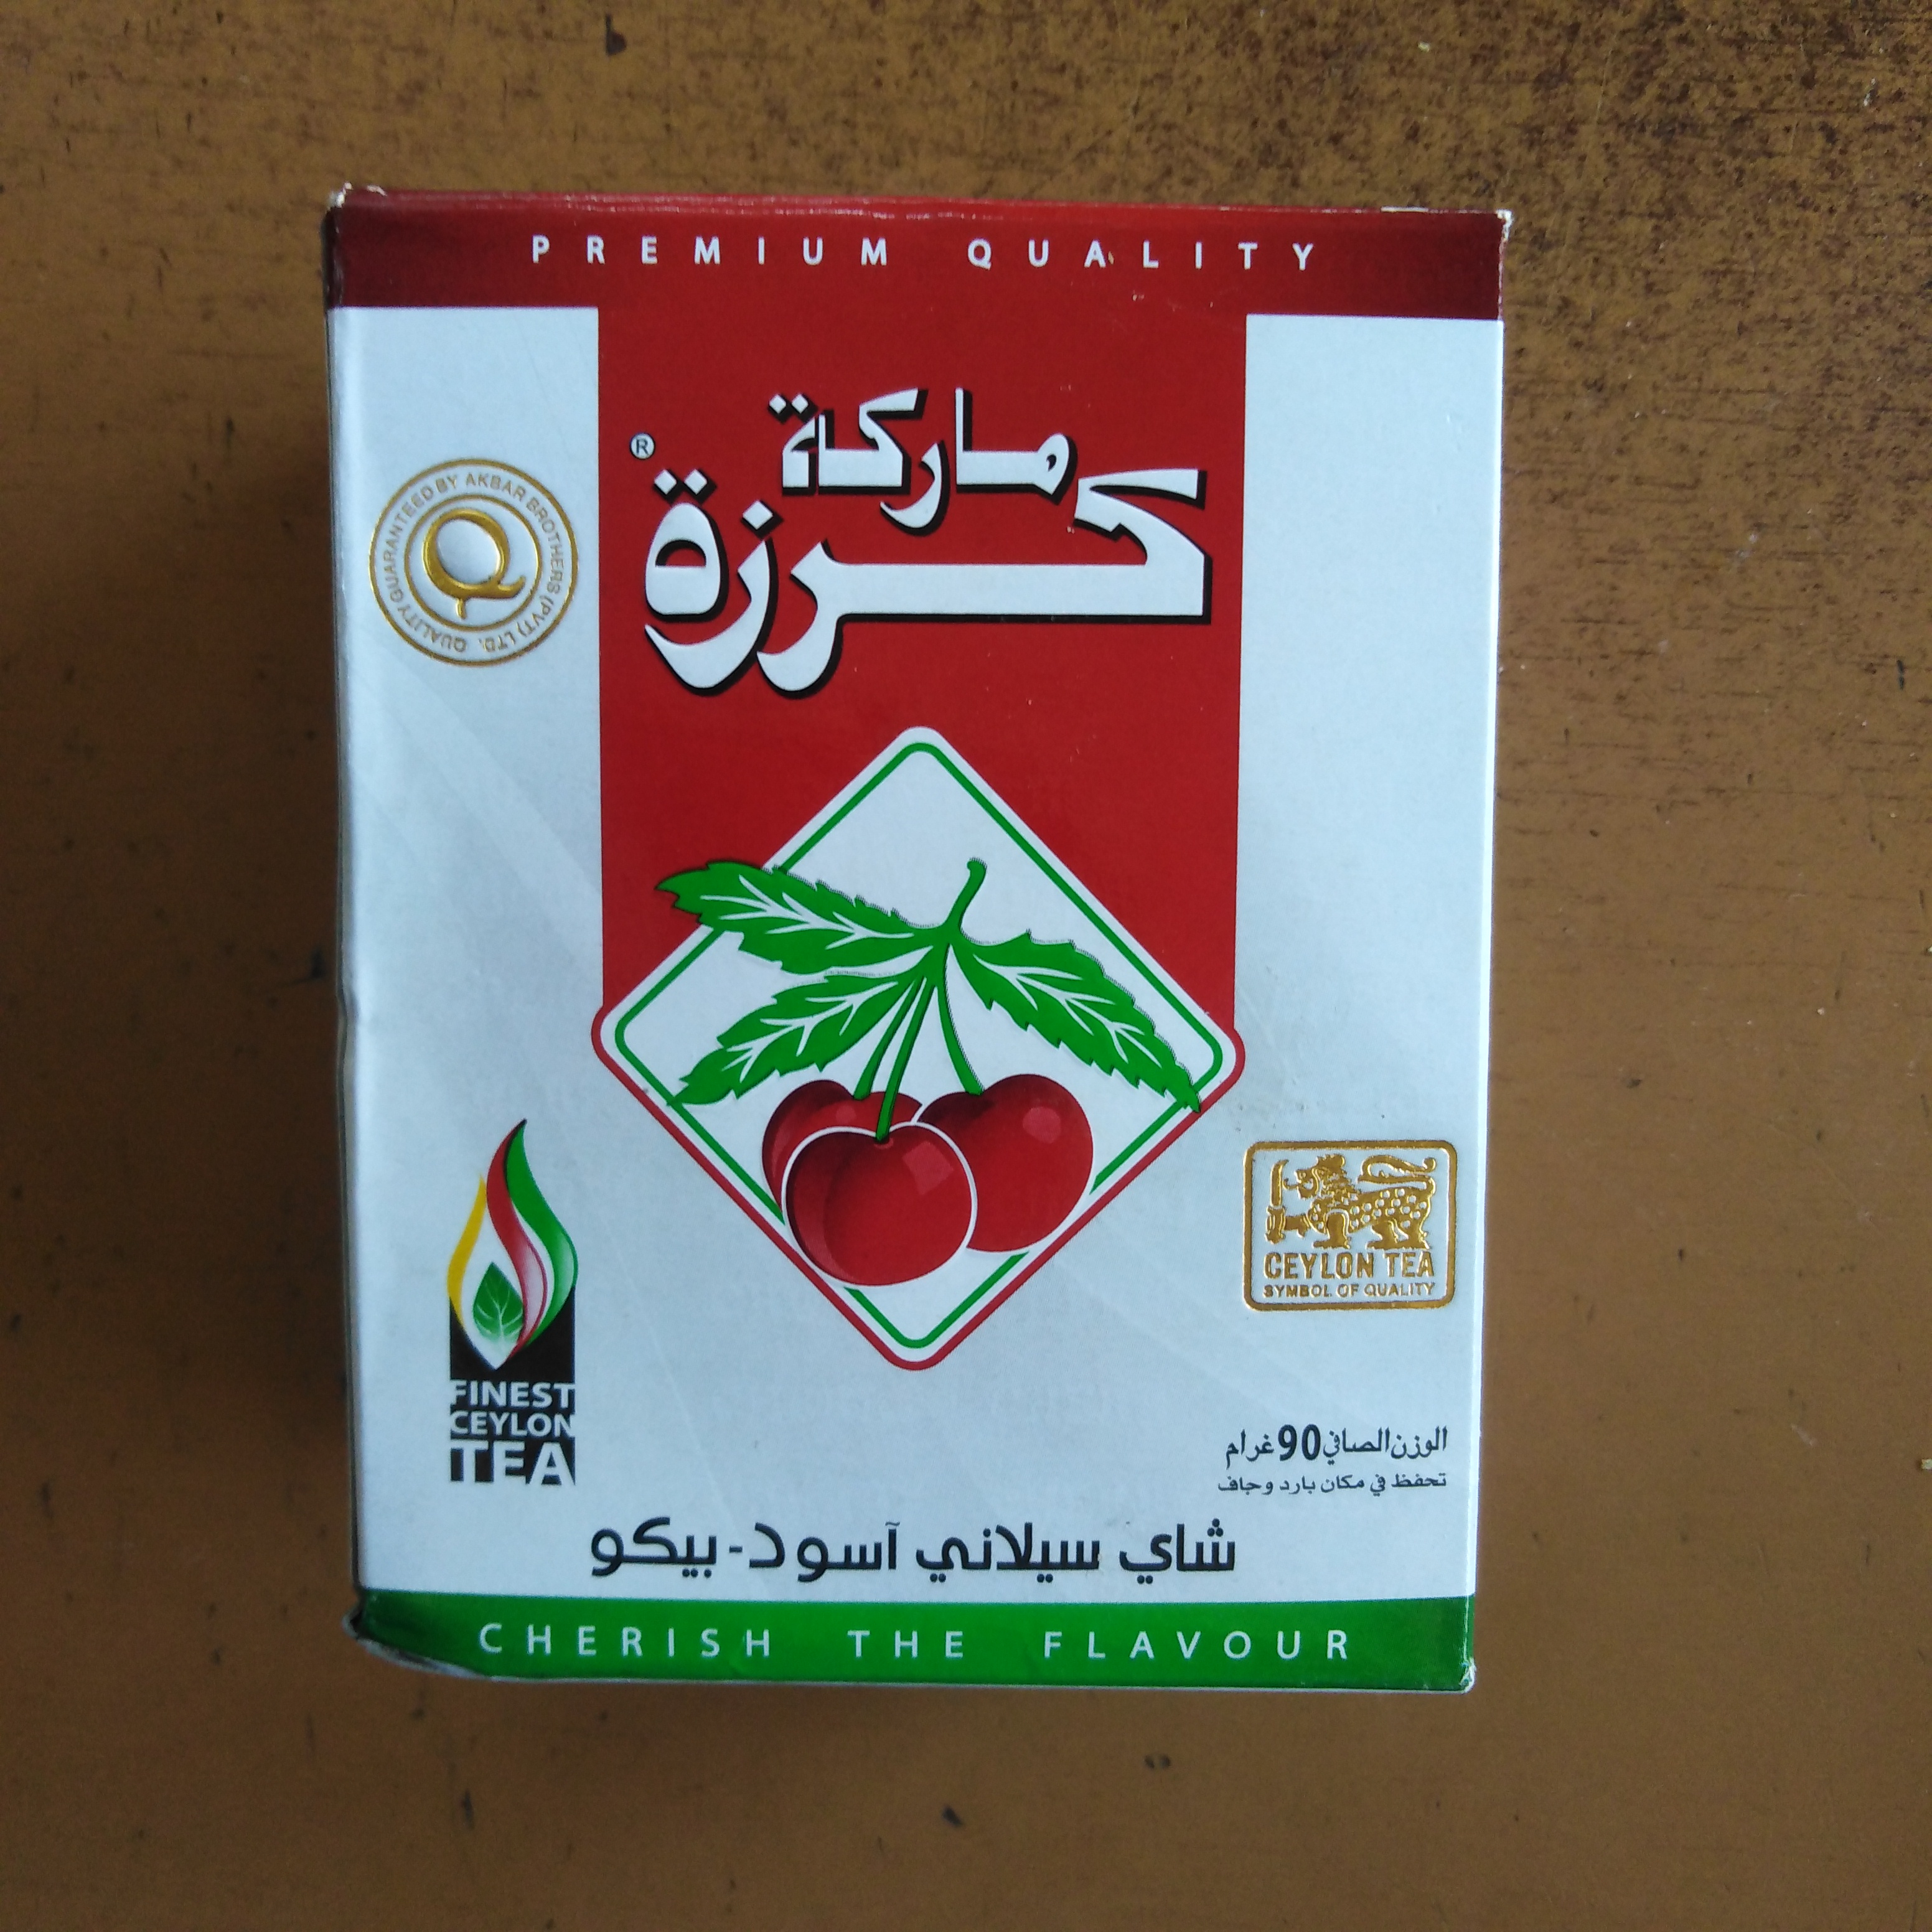 PREMIUM QUALITY
ماركة
كرزة
®
QUALITY GUARANTEED BY AKBAR BROTHERS (PVT) LTD.
Q
CEYLON TEA
SYMBOL OF QUALITY
FINEST
CEYLON
TEA
الوزن الصافي 90 غرام
تحفظ في مكان بارد وجاف
شاي سيلاني آسود - بيكو
CHERISH THE FLAVOUR